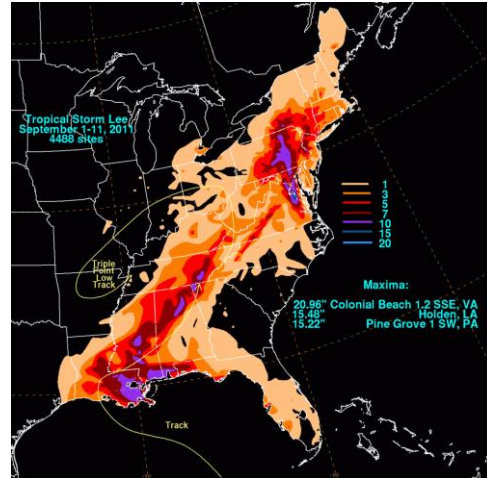 Tropical Storm Lee
September 1-11, 2011
4488 sites
1
3
5
7
10
15
20
Triple
Point
Low
Track
Maxima:
20.96" Colonial Beach 1.2 SSE, VA
15.48" Holden, LA
15.22" Pine Grove 1 SW, PA
Track